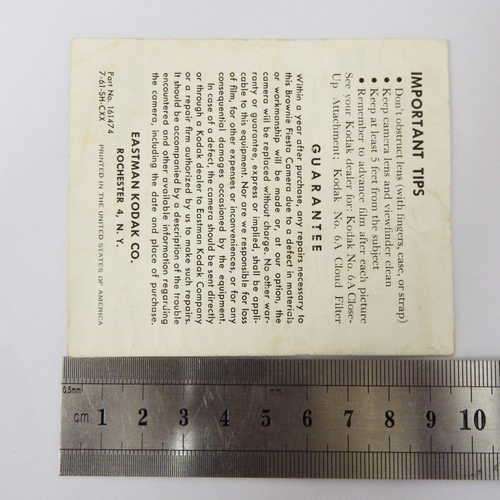 IMPORTANT TIPS
• Don't obstruct lens (with fingers, case, or strap)
• Keep camera lens and viewfinder clean
• Keep at least 5 feet from the subject
• Remember to advance film after each picture
See your Kodak dealer for: Kodak No. 6A Close-
Up Attachment; Kodak No. 6A Cloud Filter
GUARANTEE
Within a year after purchase, any repairs necessary to
this Brownie Fiesta Camera due to a defect in materials
or workmanship will be made or, at our option, the
camera will be replaced without charge. No other war-
ranty or guarantee, express or implied, shall be appli-
cable to this equipment. Nor are we responsible for loss
of film, for other expenses or inconveniences, or for any
consequential damages occasioned by the equipment.
In case of a defect, the camera should be sent directly
or through a Kodak dealer to Eastman Kodak Company
or a repair firm authorized by us to make such repairs.
It should be accompanied by a description of the trouble
encountered and other available information regarding
the camera, including the date and place of purchase.
EASTMAN KODAK CO.
ROCHESTER 4, N. Y.
Part No. 161474
7-61-SH-CXX
PRINTED IN THE UNITED STATES OF AMERICA
0.5mm
cm 1 2 3 4 5 6 7 8 9 10